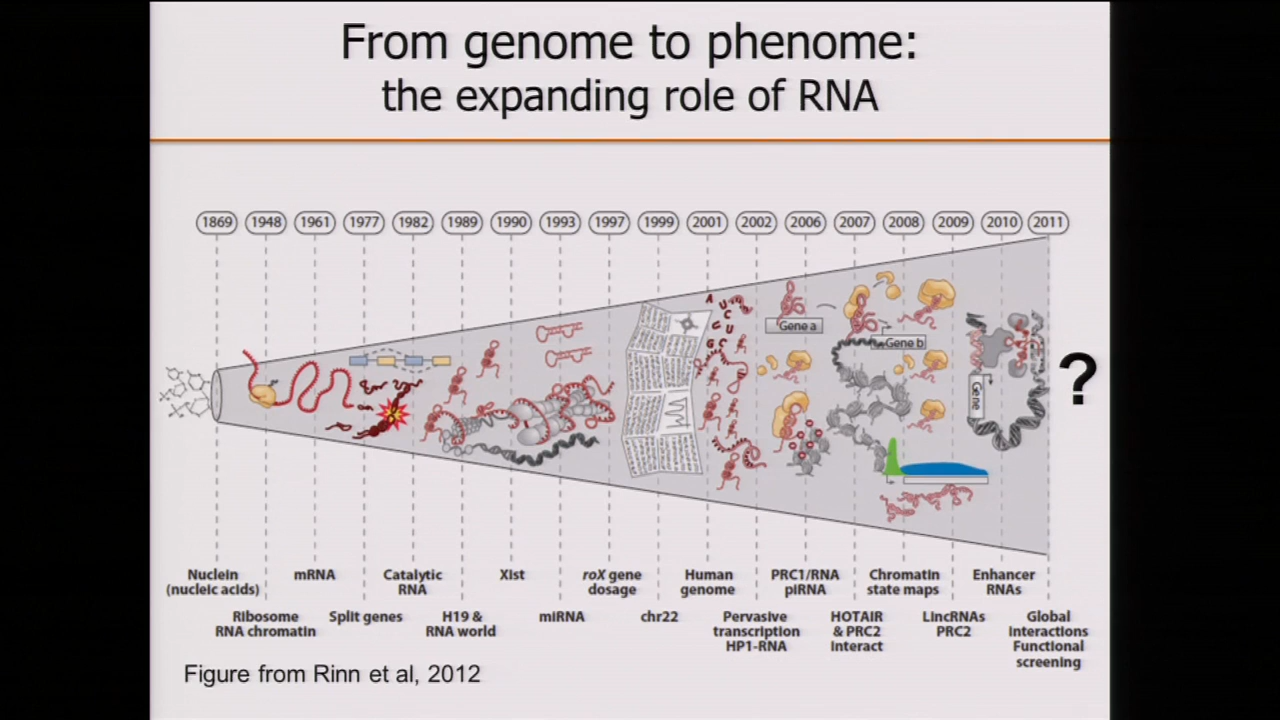 From genome to phenome:
the expanding role of RNA
1869 1948 1961 1977 1982 1989 1990 1993 1997 1999 2001 2002 2006 2007 2008 2009 2010 2011
A
U C
C U
U
G C
Gene a
Gene b
Gene
?
Nuclein
(nucleic acids)
mRNA
Catalytic
RNA
Xist
roX gene
dosage
Human
genome
PRC1/RNA
piRNA
Chromatin
state maps
Enhancer
RNAs
Ribosome
RNA chromatin
Split genes
H19 &
RNA world
miRNA
chr22
Pervasive
transcription
HP1-RNA
HOTAIR
& PRC2
interact
LincRNAs
PRC2
Global
interactions
Functional
screening
Figure from Rinn et al, 2012